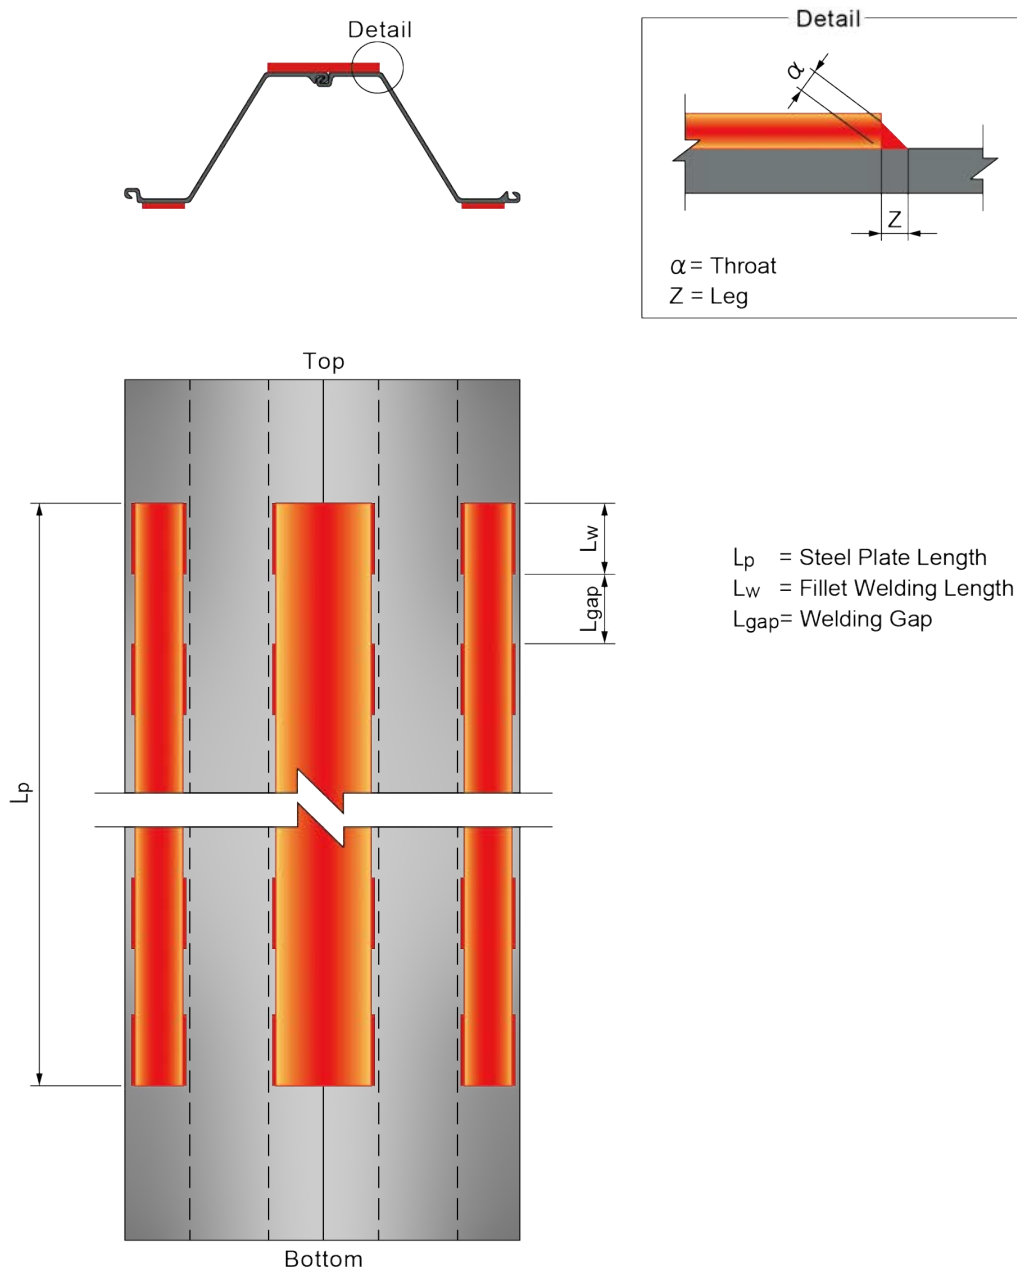 Detail
Detail
α
Z
α = Throat
Z = Leg
Top
Lw
Lgap
Lp
Lp = Steel Plate Length
Lw = Fillet Welding Length
Lgap= Welding Gap
Bottom